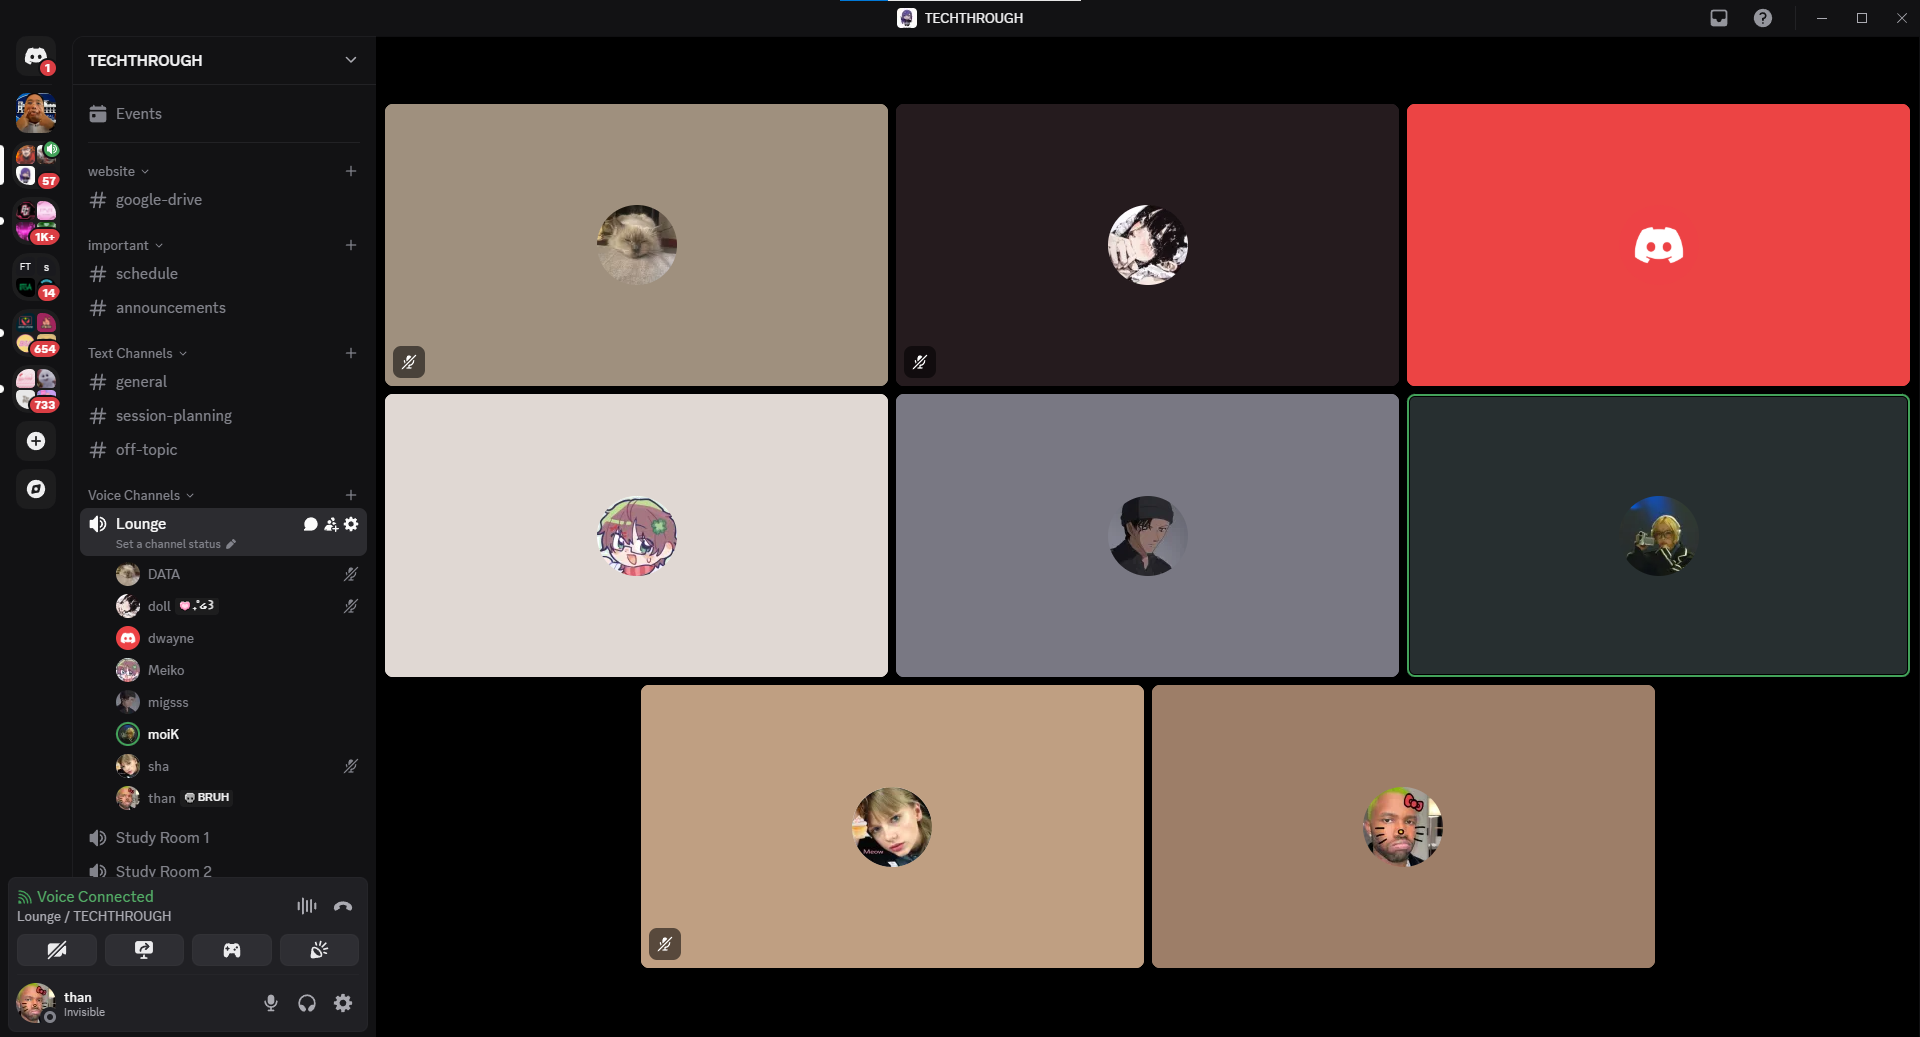 TECHTHROUGH
1
TECHTHROUGH
Events
57
website
google-drive
1K+
important
FT
s
schedule
14
announcements
654
Text Channels
general
733
session-planning
off-topic
Voice Channels
Lounge
Set a channel status
DATA
doll
dwayne
Meiko
migsss
moiK
sha
than BRUH
Study Room 1
Study Room 2
Meow
Voice Connected
Lounge / TECHTHROUGH
than
Invisible